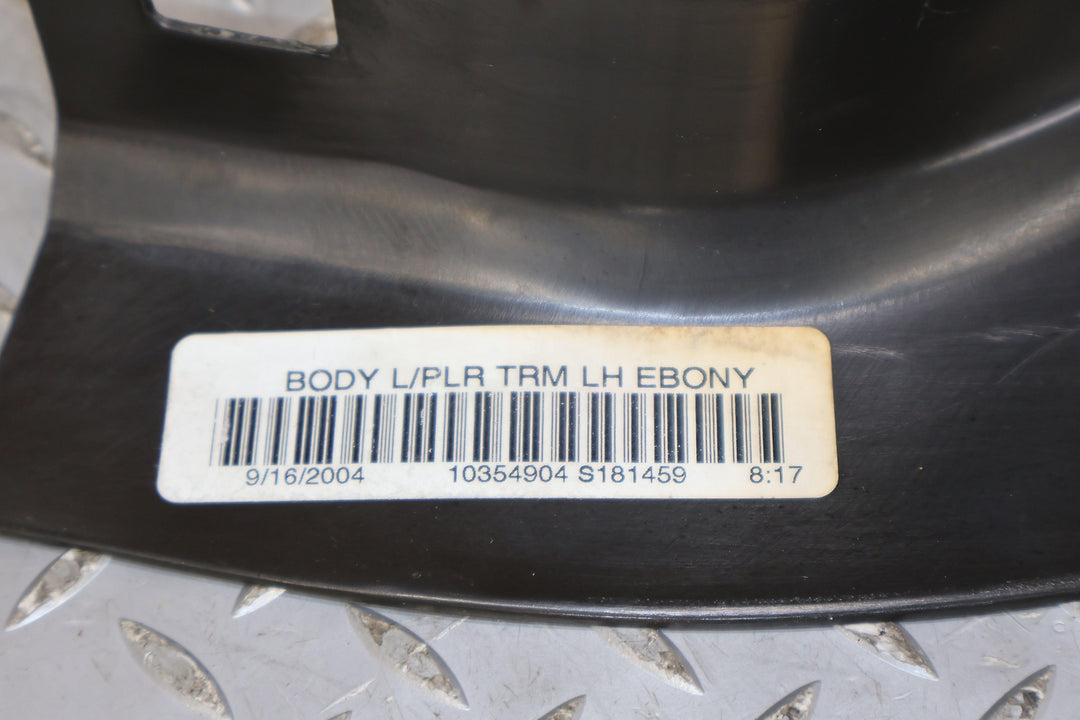 BODY L/PLR TRM LH EBONY
9/16/2004 10354904 S181459 8:17